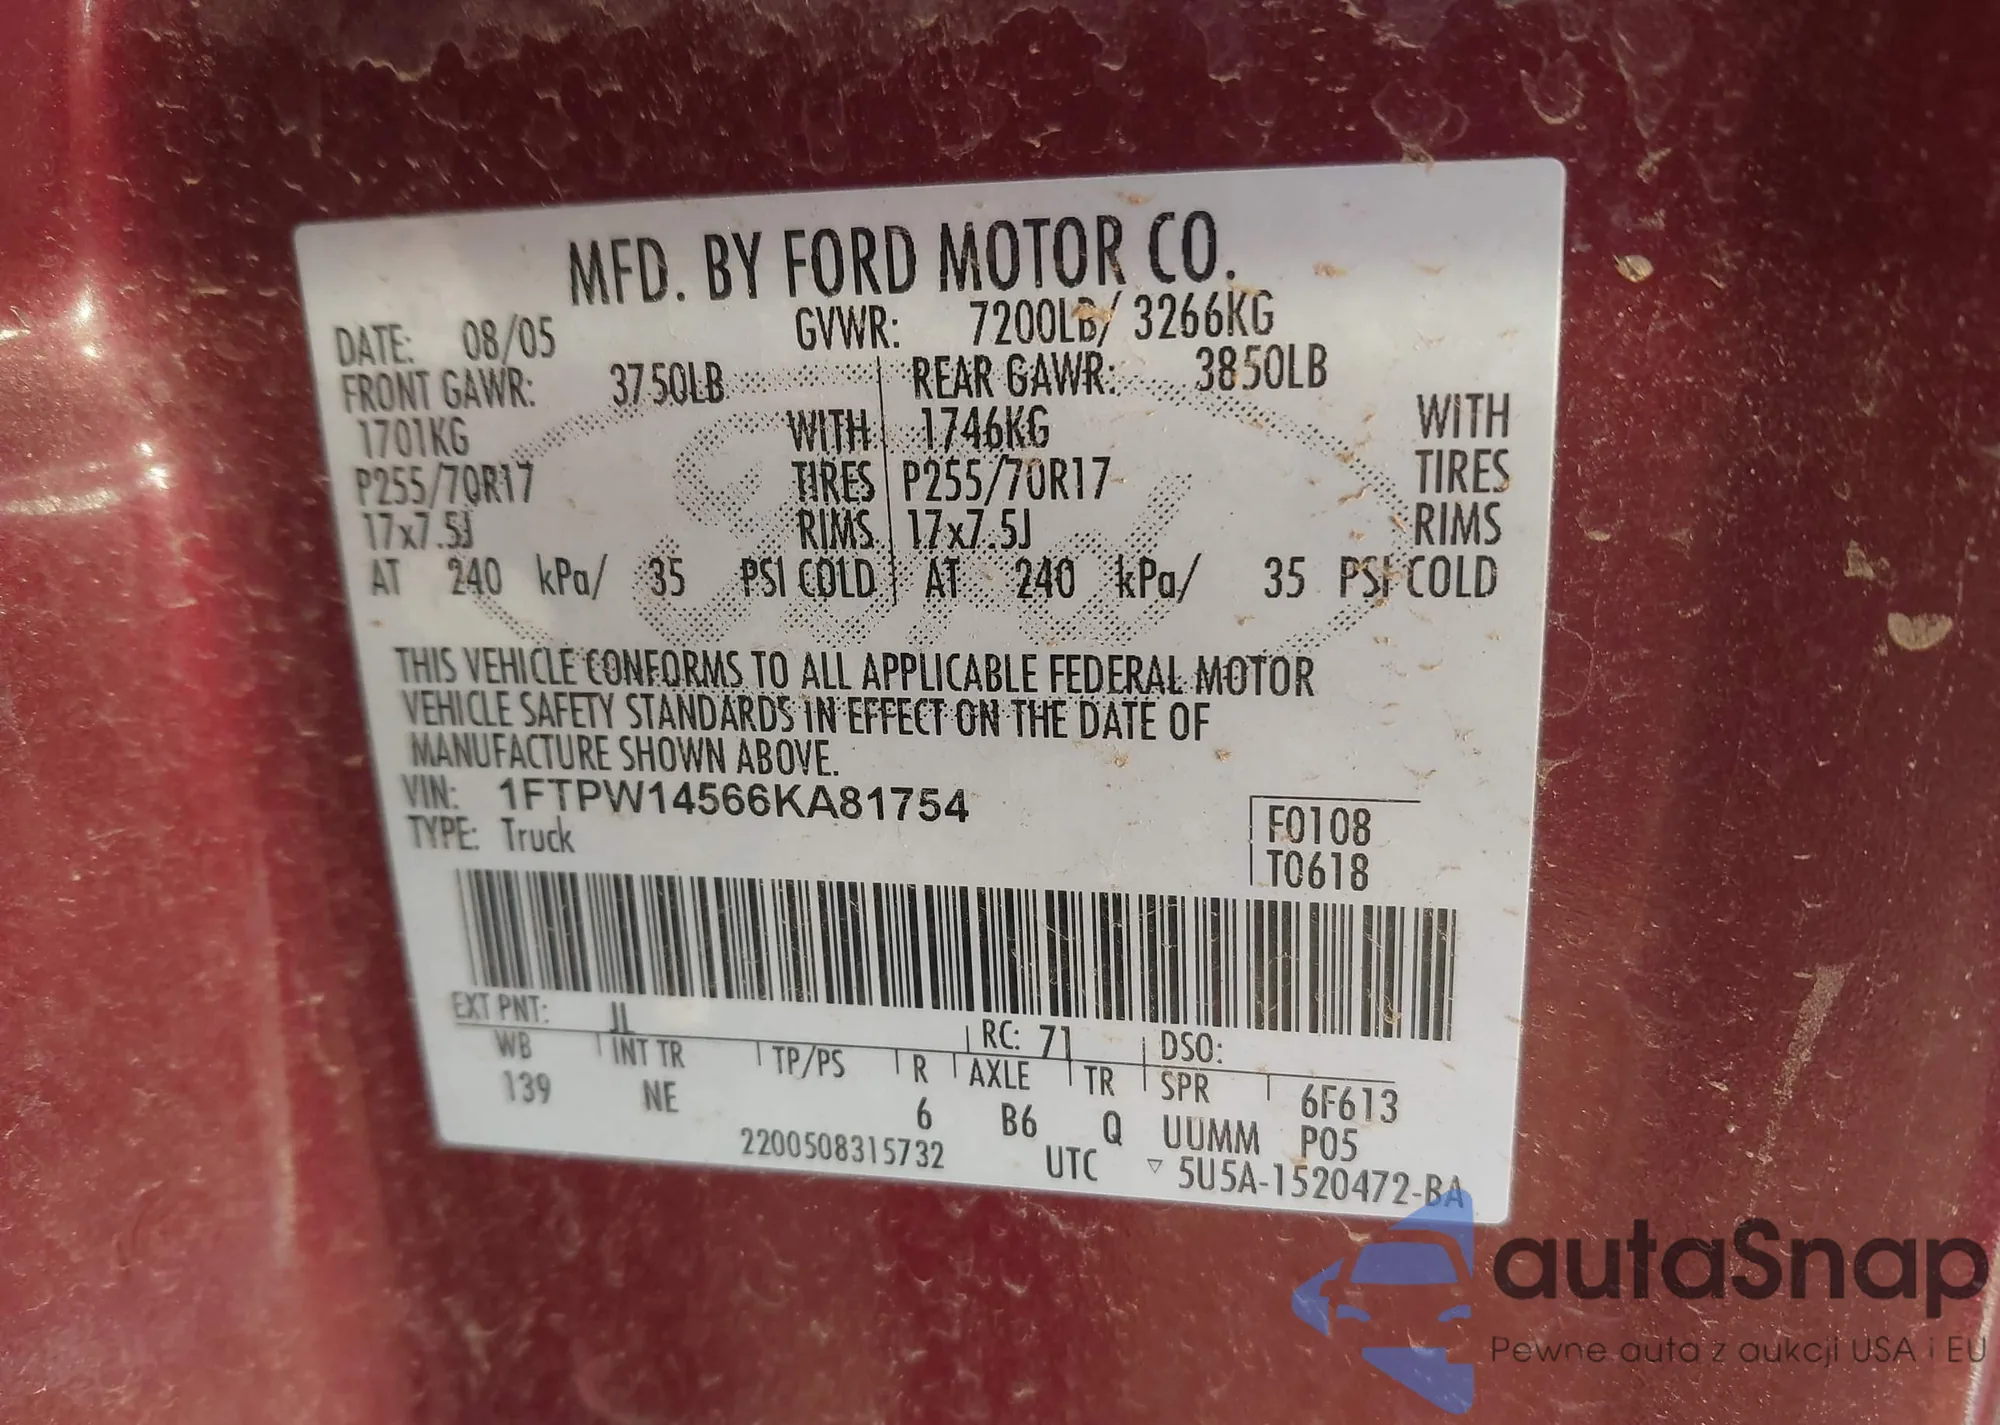 MFD. BY FORD MOTOR CO.
DATE: 08/05 GVWR: 7200LB/ 3266KG
FRONT GAWR: 3750LB REAR GAWR: 3850LB
1701KG WITH 1746KG WITH
P255/70R17 TIRES P255/70R17 TIRES
17x7.5J RIMS 17x7.5J RIMS
AT 240 kPa/ 35 PSI COLD AT 240 kPa/ 35 PSI COLD
Ford
THIS VEHICLE CONFORMS TO ALL APPLICABLE FEDERAL MOTOR
VEHICLE SAFETY STANDARDS IN EFFECT ON THE DATE OF
MANUFACTURE SHOWN ABOVE.
VIN: 1FTPW14566KA81754
TYPE: Truck
F0108
T0618
EXT PNT: JL RC: 71 DSO:
WB INT TR TP/PS R AXLE TR SPR 6F613
139 NE 6 B6 Q UUMM P05
2200508315732 UTC ▽ 5U5A-1520472-BA
autaSnap
Pewne auta z aukcji USA i EU